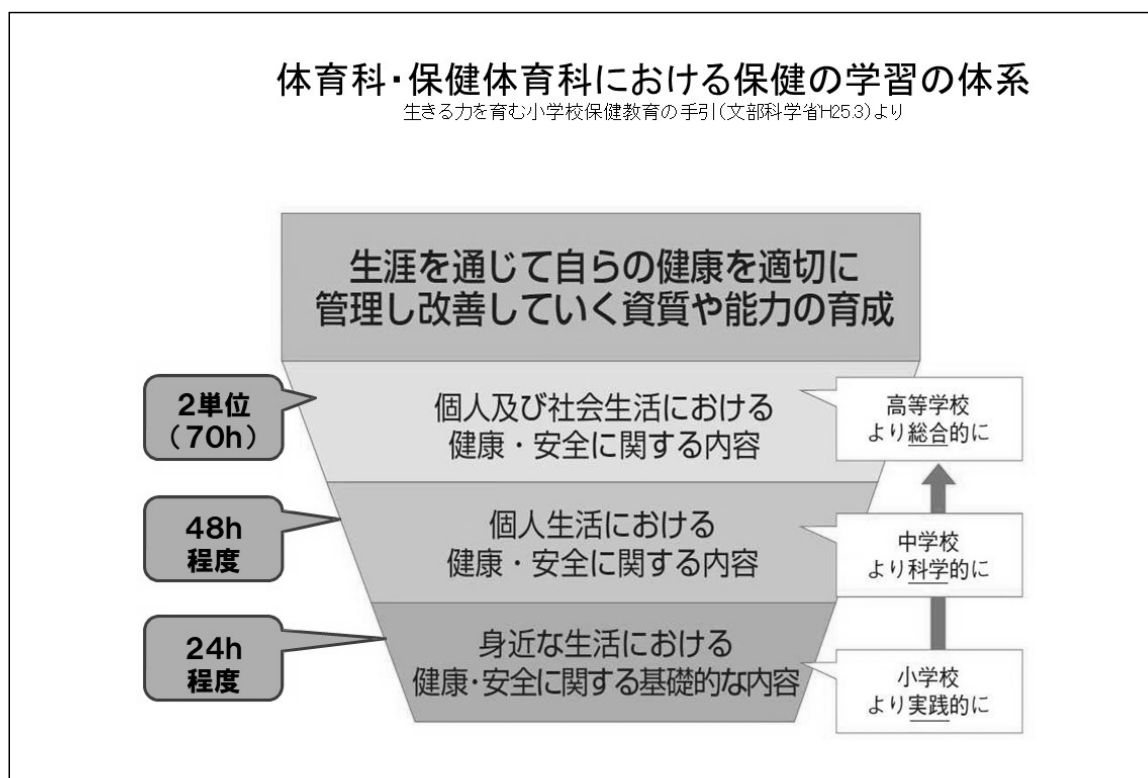 体育科・保健体育科における保健の学習の体系
生きる力を育む小学校保健教育の手引(文部科学省H25.3)より
生涯を通じて自らの健康を適切に
管理し改善していく資質や能力の育成
2単位
(70h)
個人及び社会生活における
健康・安全に関する内容
高等学校
より総合的に
48h
程度
個人生活における
健康・安全に関する内容
中学校
より科学的に
24h
程度
身近な生活における
健康・安全に関する基礎的な内容
小学校
より実践的に